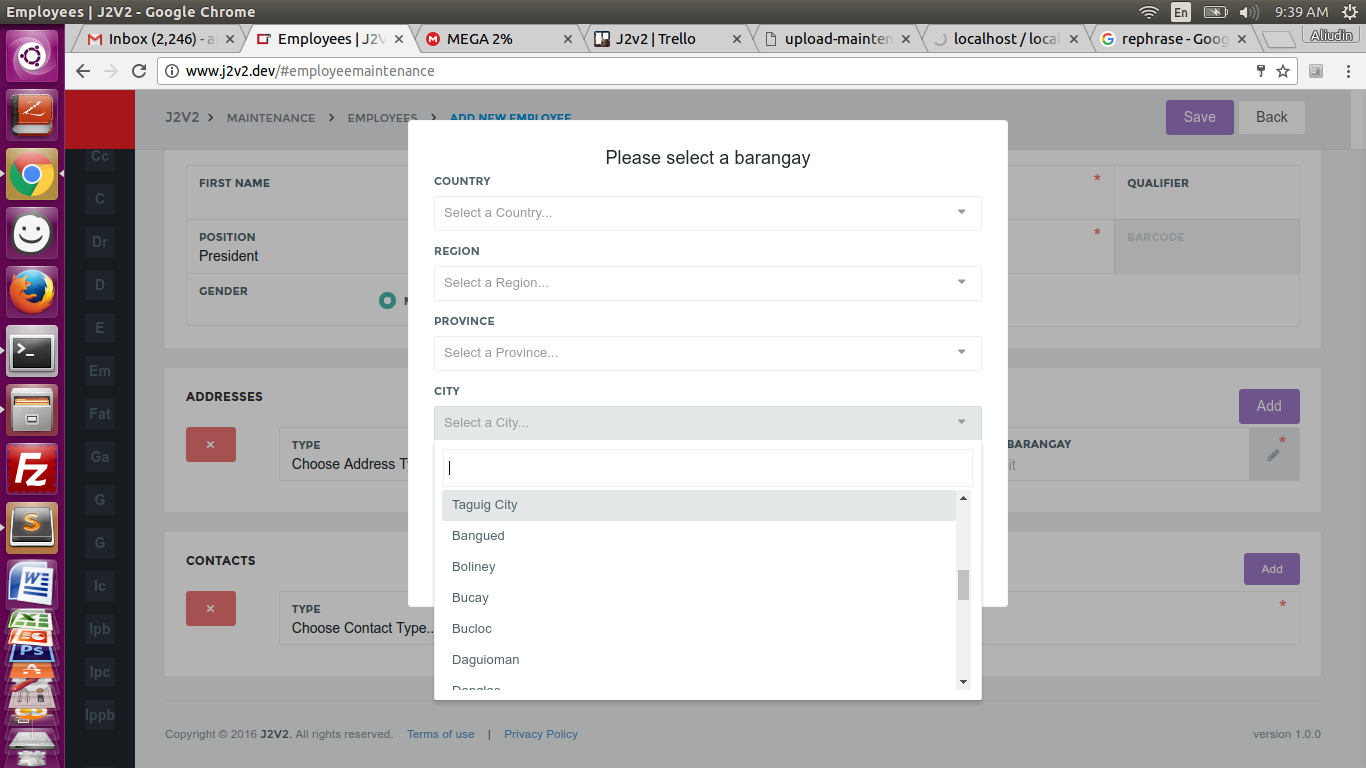 Employees | J2V2 - Google Chrome
En
9:39 AM
Inbox (2,246) - a
Employees | J2V
MEGA 2%
J2v2 | Trello
upload-mainten
localhost / local
rephrase - Goog
Aliudin
www.j2v2.dev/#employeemaintenance
J2V2 > MAINTENANCE > EMPLOYEES > ADD NEW EMPLOYEE
Save
Back
Please select a barangay
COUNTRY
Select a Country...
REGION
Select a Region...
PROVINCE
Select a Province...
CITY
Select a City...
Taguig City
Bangued
Boliney
Bucay
Bucloc
Daguioman
FIRST NAME
*
QUALIFIER
POSITION
President
*
BARCODE
GENDER
ADDRESSES
Add
×
TYPE
Choose Address T
BARANGAY
*
it
CONTACTS
Add
×
TYPE
Choose Contact Type..
*
Cc
C
Dr
D
E
Em
Fat
Ga
G
G
Ic
Ipb
Ipc
Ippb
Copyright © 2016 J2V2. All rights reserved. Terms of use | Privacy Policy
version 1.0.0